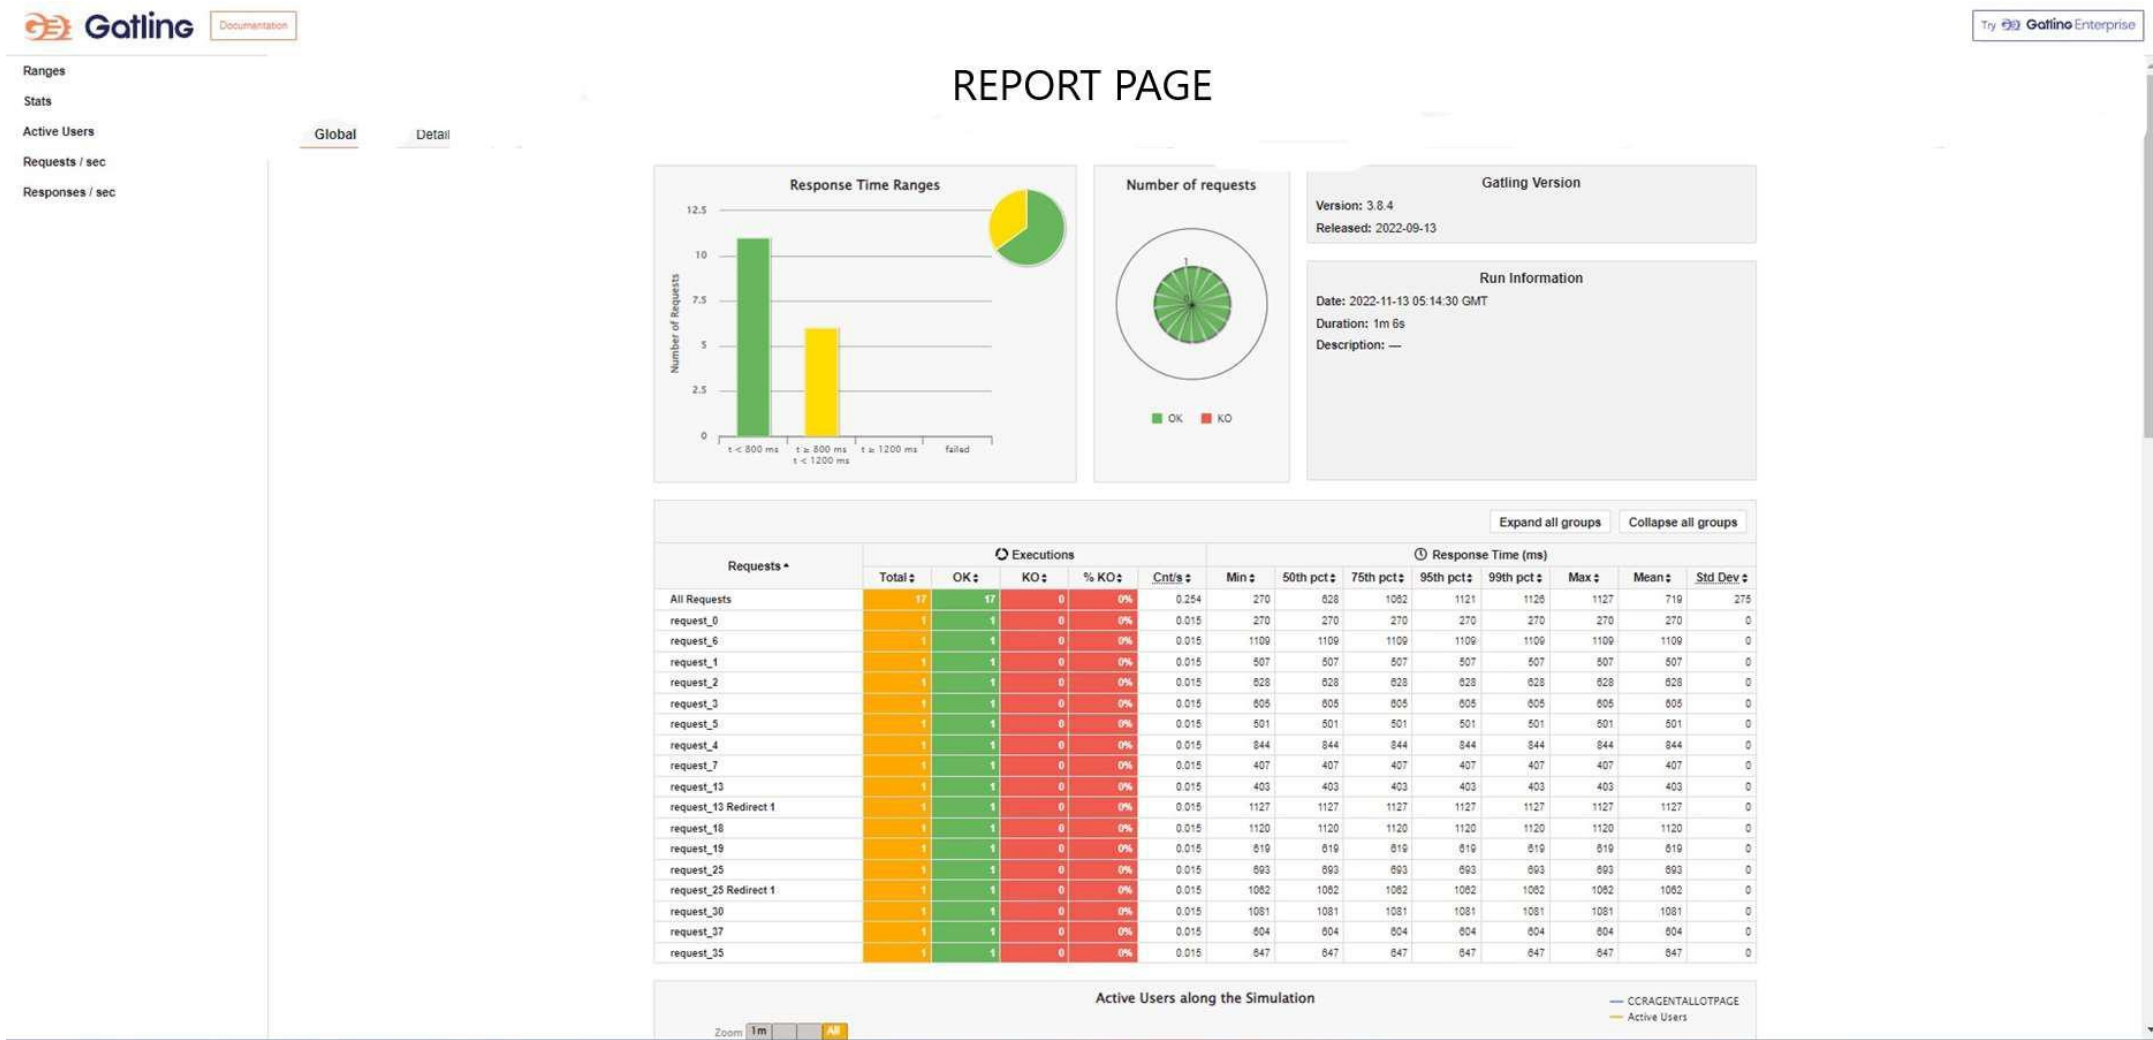 Gatling Documentation Try Gatling Enterprise
Ranges
REPORT PAGE
Stats
Active Users
Global Detail
Requests / sec
Responses / sec
Response Time Ranges
12.5
10
7.5
5
2.5
0
Number of Requests
t < 800 ms
t ≥ 800 ms
t < 1200 ms
t ≥ 1200 ms
failed
Number of requests
1
0
OK KO
Gatling Version
Version: 3.8.4
Released: 2022-09-13
Run Information
Date: 2022-11-13 05:14:30 GMT
Duration: 1m 6s
Description: —
Expand all groups Collapse all groups
Requests Executions Response Time (ms)
Total OK KO % KO Cnt/s Min 50th pct 75th pct 95th pct 99th pct Max Mean Std Dev
All Requests 17 17 0 0% 0.254 270 628 1062 1121 1126 1127 719 275
request_0 1 1 0 0% 0.015 270 270 270 270 270 270 270 0
request_6 1 1 0 0% 0.015 1109 1109 1109 1109 1109 1109 1109 0
request_1 1 1 0 0% 0.015 507 507 507 507 507 507 507 0
request_2 1 1 0 0% 0.015 628 628 628 628 628 628 628 0
request_3 1 1 0 0% 0.015 605 605 605 605 605 605 605 0
request_5 1 1 0 0% 0.015 501 501 501 501 501 501 501 0
request_4 1 1 0 0% 0.015 844 844 844 844 844 844 844 0
request_7 1 1 0 0% 0.015 407 407 407 407 407 407 407 0
request_13 1 1 0 0% 0.015 403 403 403 403 403 403 403 0
request_13 Redirect 1 1 1 0 0% 0.015 1127 1127 1127 1127 1127 1127 1127 0
request_18 1 1 0 0% 0.015 1120 1120 1120 1120 1120 1120 1120 0
request_19 1 1 0 0% 0.015 619 619 619 619 619 619 619 0
request_25 1 1 0 0% 0.015 693 693 693 693 693 693 693 0
request_25 Redirect 1 1 1 0 0% 0.015 1062 1062 1062 1062 1062 1062 1062 0
request_30 1 1 0 0% 0.015 1081 1081 1081 1081 1081 1081 1081 0
request_37 1 1 0 0% 0.015 604 604 604 604 604 604 604 0
request_35 1 1 0 0% 0.015 647 647 647 647 647 647 647 0
Active Users along the Simulation
CCRAGENTALLOTPAGE
Active Users
Zoom 1m All